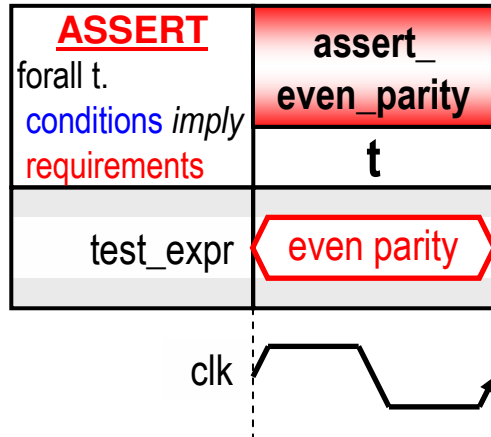 ASSERT
forall t.
conditions imply
requirements
assert_
even_parity
t
test_expr
even parity
clk